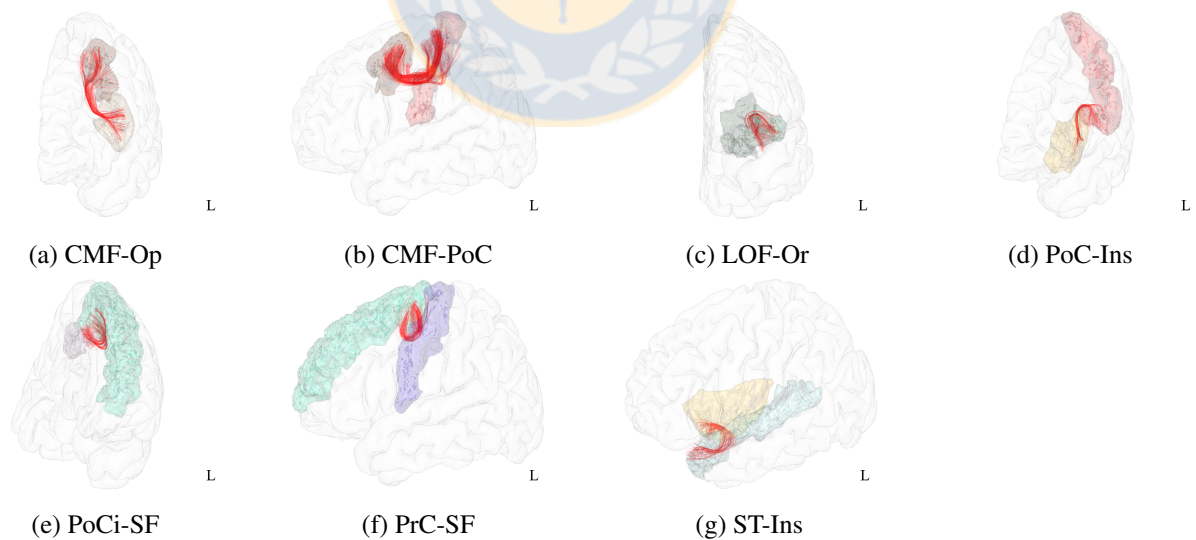 L
L
L
L
(a) CMF-Op
(b) CMF-PoC
(c) LOF-Or
(d) PoC-Ins
L
L
L
(e) PoCi-SF
(f) PrC-SF
(g) ST-Ins